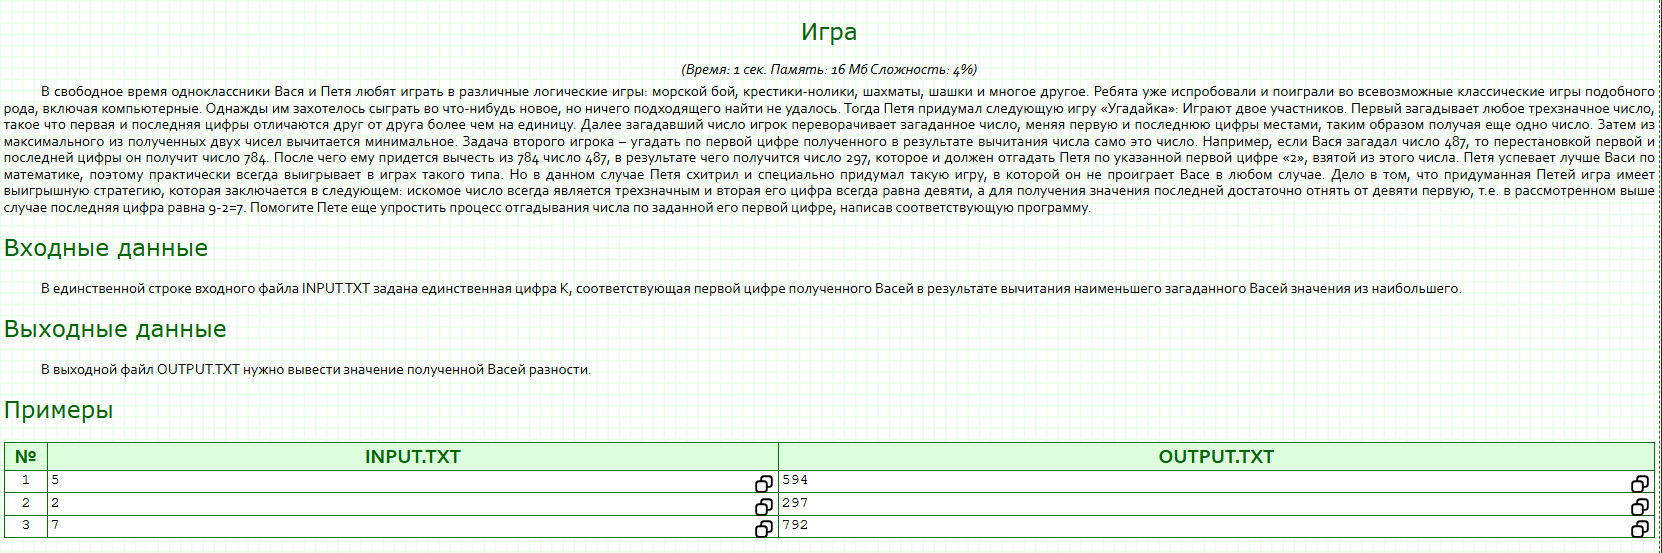 Игра
(Время: 1 сек. Память: 16 Мб Сложность: 4%)
В свободное время одноклассники Вася и Петя любят играть в различные логические игры: морской бой, крестики-нолики, шахматы, шашки и многое другое. Ребята уже испробовали и поиграли во всевозможные классические игры подобного
рода, включая компьютерные. Однажды им захотелось сыграть во что-нибудь новое, но ничего подходящего найти не удалось. Тогда Петя придумал следующую игру «Угадайка»: Играют двое участников. Первый загадывает любое трехзначное число,
такое что первая и последняя цифры отличаются друг от друга более чем на единицу. Далее загадавший число игрок переворачивает загаданное число, меняя первую и последнюю цифры местами, таким образом получая еще одно число. Затем из
максимального из полученных двух чисел вычитается минимальное. Задача второго игрока – угадать по первой цифре полученного в результате вычитания числа само это число. Например, если Вася загадал число 487, то перестановкой первой и
последней цифры он получит число 784. После чего ему придется вычесть из 784 число 487, в результате чего получится число 297, которое и должен отгадать Петя по указанной первой цифре «2», взятой из этого числа. Петя успевает лучше Васи по
математике, поэтому практически всегда выигрывает в играх такого типа. Но в данном случае Петя схитрил и специально придумал такую игру, в которой он не проиграет Васе в любом случае. Дело в том, что придуманная Петей игра имеет
выигрышную стратегию, которая заключается в следующем: искомое число всегда является трехзначным и вторая его цифра всегда равна девяти, а для получения значения последней достаточно отнять от девяти первую, т.е. в рассмотренном выше
случае последняя цифра равна 9-2=7. Помогите Пете еще упростить процесс отгадывания числа по заданной его первой цифре, написав соответствующую программу.
Входные данные
В единственной строке входного файла INPUT.TXT задана единственная цифра K, соответствующая первой цифре полученного Васей в результате вычитания наименьшего загаданного Васей значения из наибольшего.
Выходные данные
В выходной файл OUTPUT.TXT нужно вывести значение полученной Васей разности.
Примеры
№ INPUT.TXT OUTPUT.TXT
1 5 594
2 2 297
3 7 792